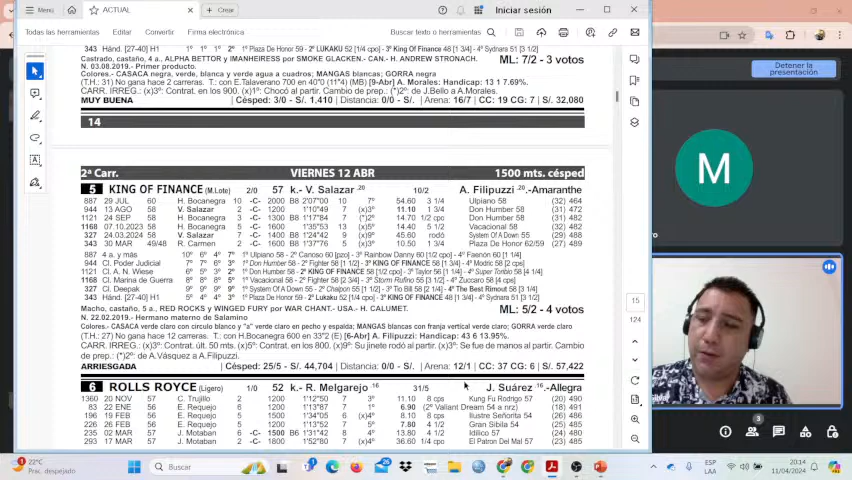 Menú
ACTUAL
Crear
Iniciar sesión
Todas las herramientas Editar Convertir Firma electrónica Buscar texto o herramientas
343 Hánd. [27-40] H1 1º 1º 1º 2º 1º Plaza De Honor 59 - 2º LUKAKU 52 [1/4 cpo] - 3º King Of Finance 48 [1 3/4] - 4º Sydnara 51 [3 1/2]
Castrado, castaño, 4 a., ALPHA BETTOR y IMANHEIRESS por SMOKE GLACKEN.- CAN.- H. ANDREW STRONACH. ML: 7/2 - 3 votos
N. 03.08.2019.- Primer producto.
Colores.- CASACA negra, verde, blanca y verde agua a cuadros; MANGAS blancas; GORRA negra
(T.H.: 31) No gana hace 2 carreras. T.: con E.Talaverano 700 en 40"0 (11/4) (MB) [9-Abr] A. Morales: Handicap: 13 1 7.69%.
CARR. IRREG.: (x)3º: Contrat. en los 900. (x)1º: Chocó al partir. Cambio de prep.: (*)2º: de J.Bello a A.Morales.
MUY BUENA | Césped: 3/0 - S/. 1,410 | Distancia: 0/0 - S/. | Arena: 16/7 | CC: 19 CG: 7 | S/. 32,080
14
2ª Carr. VIERNES 12 ABR 1500 mts. césped
5 KING OF FINANCE (M.Lote) 2/0 57 k.- V. Salazar .20 10/2 A. Filipuzzi .20 -Amaranthe
887 29 JUL 60 H. Bocanegra 10 -C- 2000 B8 2'07"00 10 7º 54.60 3 1/4 Ulpiano 58 (32) 464
944 13 AGO 58 V. Salazar 2 -C- 1200 1'10"49 7 (x)3º 11.10 1 3/4 Don Humber 58 (31) 472
1121 24 SEP 58 H. Bocanegra 3 -C- 1300 B8 1'17"84 7 (*)2º 14.70 1/2 cpo Don Humber 58 (31) 482
1168 07.10.2023 58 H. Bocanegra 5 -C- 1600 1'35"53 13 (x)5º 14.40 5 1/2 Vacacional 58 (31) 482
327 24.03.2024 58 V. Salazar 7 -C- 1400 B8 1'24"42 9 (x)9º 45.60 rodó System Of A Down 55 (29) 488
343 30 MAR 49/48 R. Carmen 2 -C- 1600 B8 1'37"76 5 (x)3º 10.50 1 3/4 Plaza De Honor 62/59 (27) 489
887 4 a. y más 10º 6º 4º 7º 1º Ulpiano 58 - 2º Canoso 60 [pzo] - 3º Rainbow Danny 60 [1/2 cpo] - 4º Faenón 60 [1 1/4]
944 Cl. Poder Judicial 7º 7º 6º 3º 1º Don Humber 58 - 2º Fighter 58 [1 1/4] - 3º KING OF FINANCE 58 [1 3/4] - 4º Modric 58 [2 cps]
1121 Cl. A. N. Wiese 6º 5º 3º 2º 1º Don Humber 58 - 2º KING OF FINANCE 58 [1/2 cpo] - 3º Taylor 56 [1 1/4] - 4º Super Tonblo 58 [4 1/4]
1168 Cl. Marina de Guerra 8º 8º 8º 5º 1º Vacacional 58 - 2º Fighter 58 [2 3/4] - 3º Storm Rufino 55 [3 1/2] - 4º Zuccaro 58 [4 cps]
327 Cl. Deepak 9º 9º 9º 9º 1º System Of A Down 55 - 2º Chalpon 55 [1 1/2] - 3º Tio Bill 58 [2 1/4] - 4º The Best Rimout 58 [3 1/4]
343 Hánd. [27-40] H1 5º 4º 4º 3º 1º Plaza De Honor 59 - 2º Lukaku 52 [1/4 cpo] - 3º KING OF FINANCE 48 [1 3/4] - 4º Sydnara 51 [3 1/2]
Macho, castaño, 5 a., RED ROCKS y WINGED FURY por WAR CHANT.- USA.- H. CALUMET. ML: 5/2 - 4 votos
N. 22.02.2019.- Hermano materno de Salamino
Colores.- CASACA verde claro con circulo blanco y "a" verde claro en pecho y espalda; MANGAS blancas con franja vertical verde claro; GORRA verde claro
(T.H.: 27) No gana hace 12 carreras. T.: con H.Bocanegra 600 en 33"2 (E) [6-Abr] A. Filipuzzi: Handicap: 43 6 13.95%.
CARR. IRREG.: (x)3º: Contrat. últ. 50 mts. (x)5º: Contrat. en los 800. (x)9º: Su jinete rodó al partir. (x)3º: Se fue de manos al partir. Cambio
de prep.: (*)2º: de A.Vásquez a A.Filipuzzi.
ARRIESGADA | Césped: 25/5 - S/. 44,704 | Distancia: 0/0 - S/. | Arena: 12/1 | CC: 37 CG: 6 | S/. 57,422
6 ROLLS ROYCE (Ligero) 1/0 52 k.- R. Melgarejo .16 31/5 J. Suárez .16 -Allegra
1360 20 NOV 57 C. Trujillo 2 1200 1'12"50 7 3º 11.10 8 cps Kung Fu Rodrigo 57 (20) 490
83 22 ENE 56 E. Requejo 6 1200 1'13"87 1 1º 6.90 (2º Valiant Dream 54 a nrz) (18) 491
196 19 FEB 56 E. Requejo 1 1500 1'34"05 6 (x)4º 8.10 8 cps Ilustre Señorita 54 (26) 486
226 26 FEB 56 E. Requejo 1 1200 1'13"52 7 5º 7.80 4 1/2 Gran Sibila 54 (25) 485
235 02 MAR 57 J. Motaban 6 -C- 1500 B6 1'31"42 8 4º 13.80 4 1/2 Idílico 57 (24) 480
293 17 MAR 57 J. Motaban 2 -C- 1800 1'52"80 7 (x)4º 36.60 1/4 cpo El Patron Del Mal 57 (23) 485
15
124
Detener la presentación
M
3
22°C
Prac. despejado
Buscar
ESP
LAA
20:14
11/04/2024